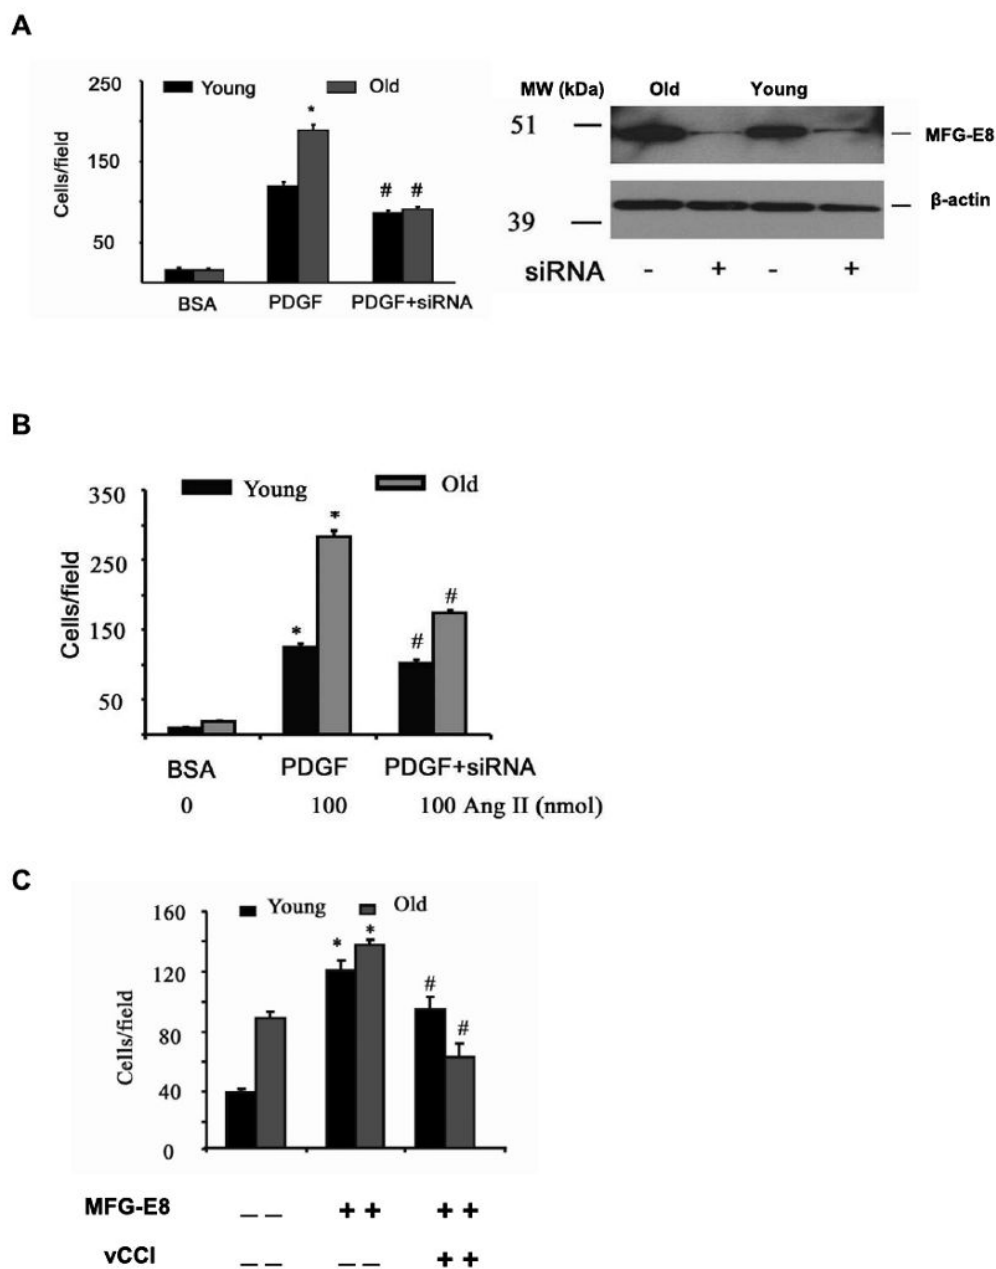 A
250
150
50
Cells/field
Young
Old
*
# #
BSA
PDGF
PDGF+siRNA
MW (kDa)
Old
Young
51
MFG-E8
β-actin
39
siRNA
- + - +
B
350
250
150
50
Cells/field
Young
Old
*
*
#
#
BSA
PDGF
PDGF+siRNA
0
100
100 Ang II (nmol)
C
160
120
80
40
0
Cells/field
Young
Old
*
*
#
#
MFG-E8
— — + + + +
vCCI
— — — — + +